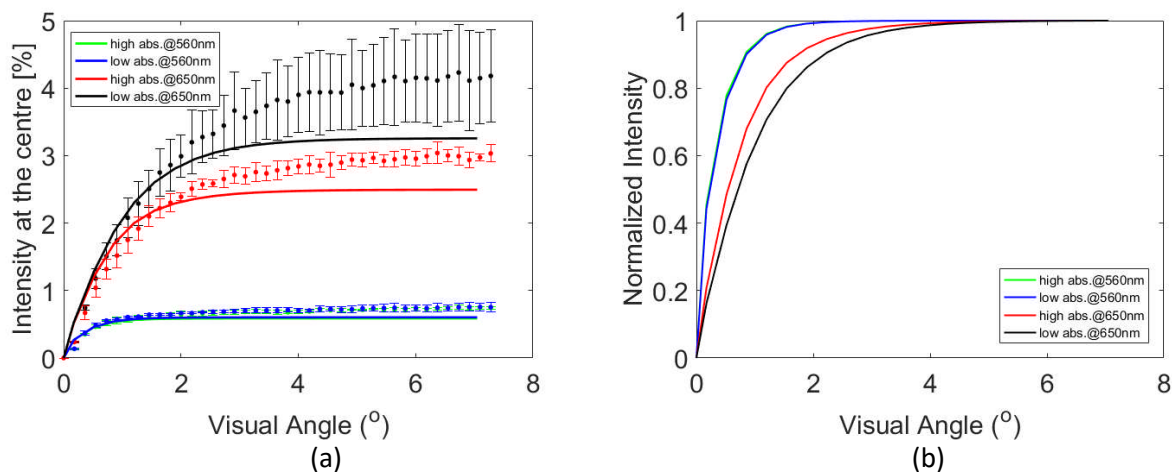 5
4
3
2
1
0
Intensity at the centre [%]
high abs.@560nm
low abs.@560nm
high abs.@650nm
low abs.@650nm
0 2 4 6 8
Visual Angle (o)
(a)
1
0.8
0.6
0.4
0.2
0
Normalized Intensity
high abs.@560nm
low abs.@560nm
high abs.@650nm
low abs.@650nm
0 2 4 6 8
Visual Angle (o)
(b)